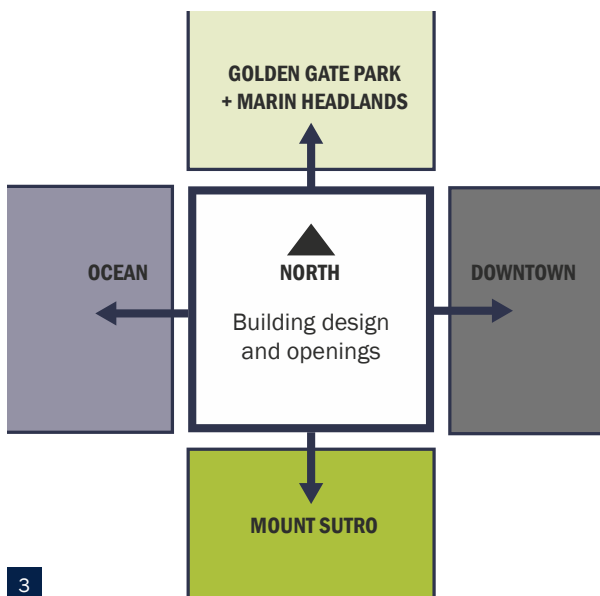 GOLDEN GATE PARK
+ MARIN HEADLANDS
OCEAN
NORTH
DOWNTOWN
Building design
and openings
MOUNT SUTRO
3